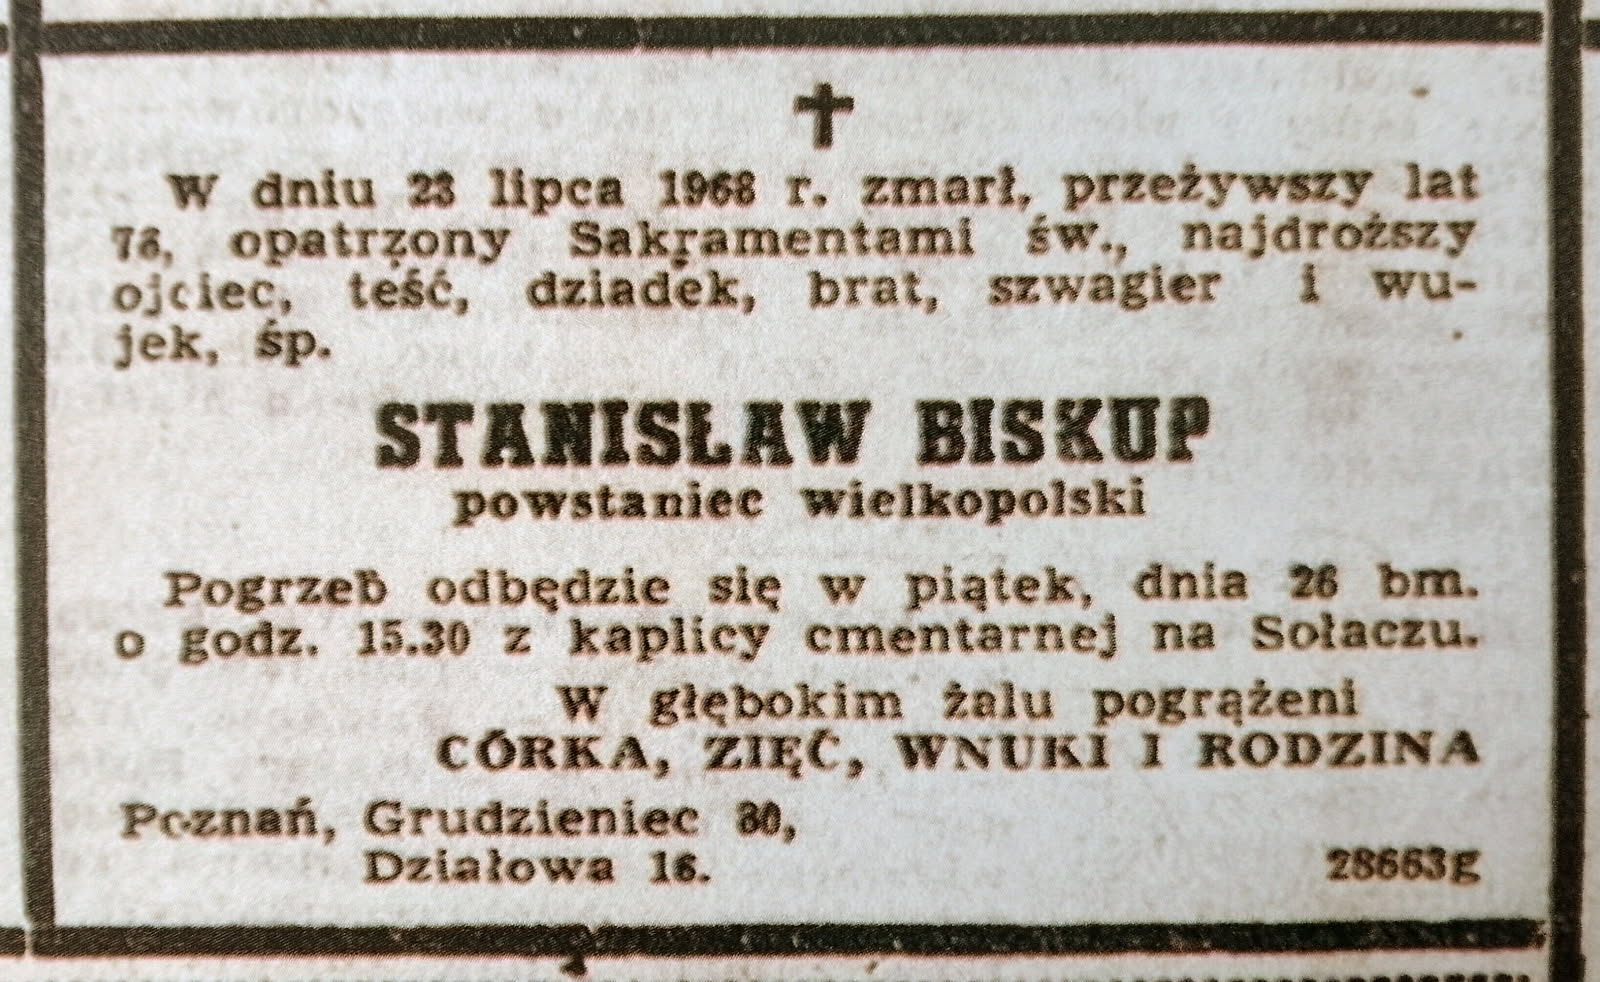 W dniu 23 lipca 1968 r. zmarł, przeżywszy lat
78, opatrzony Sakramentami św., najdroższy
ojciec, teść, dziadek, brat, szwagier i wu-
jek, śp.
STANISŁAW BISKUP
powstaniec wielkopolski
Pogrzeb odbędzie się w piątek, dnia 26 bm.
o godz. 15.30 z kaplicy cmentarnej na Sołaczu.
W głębokim żalu pogrążeni
CÓRKA, ZIĘĆ, WNUKI I RODZINA
Poznań, Grudzieniec 80,
Działowa 16.
28663g